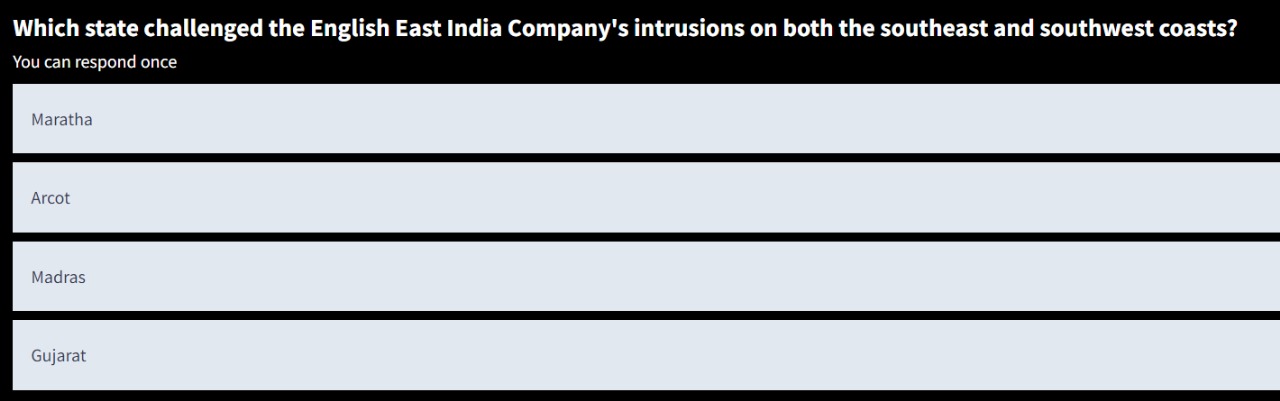 Which state challenged the English East India Company's intrusions on both the southeast and southwest coasts?
You can respond once
Maratha
Arcot
Madras
Gujarat